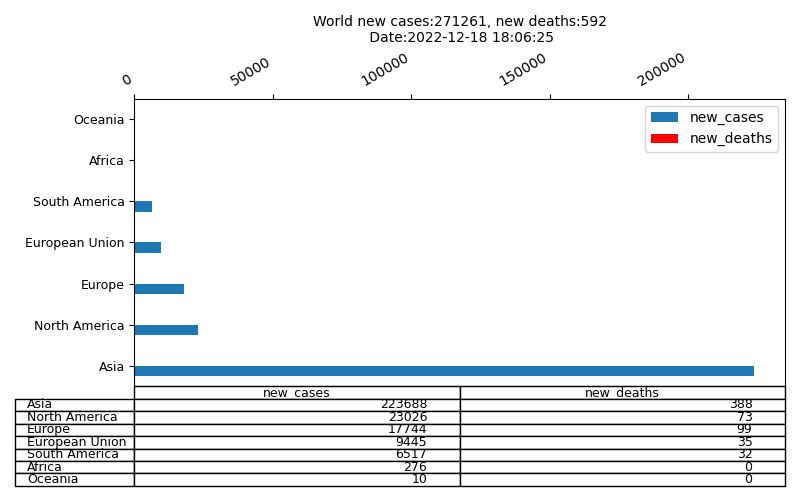 World new cases:271261, new deaths:592
Date:2022-12-18 18:06:25
0 50000 100000 150000 200000
new_cases
new_deaths
Oceania
Africa
South America
European Union
Europe
North America
Asia
new_cases new_deaths
Asia 223688 388
North America 23026 73
Europe 17744 99
European Union 9445 35
South America 6517 32
Africa 276 0
Oceania 10 0